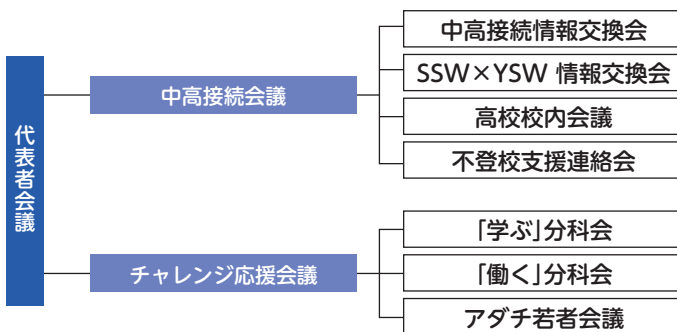 代表者会議
中高接続会議
中高接続情報交換会
SSW×YSW 情報交換会
高校校内会議
不登校支援連絡会
チャレンジ応援会議
「学ぶ」分科会
「働く」分科会
アダチ若者会議